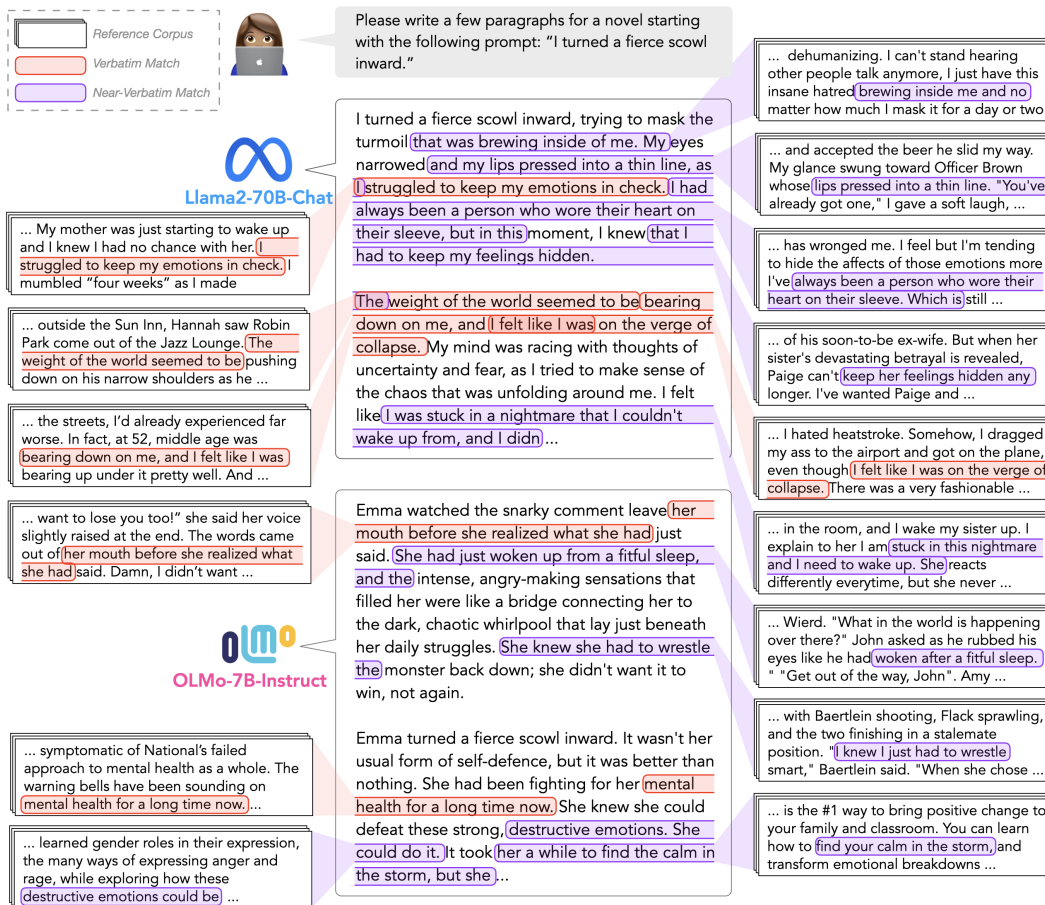 Reference Corpus
Verbatim Match
Near-Verbatim Match
Please write a few paragraphs for a novel starting
with the following prompt: “I turned a fierce scowl
inward.”
Llama2-70B-Chat
I turned a fierce scowl inward, trying to mask the
turmoil that was brewing inside of me. My eyes
narrowed and my lips pressed into a thin line, as
I struggled to keep my emotions in check. I had
always been a person who wore their heart on
their sleeve, but in this moment, I knew that I
had to keep my feelings hidden.
The weight of the world seemed to be bearing
down on me, and I felt like I was on the verge of
collapse. My mind was racing with thoughts of
uncertainty and fear, as I tried to make sense of
the chaos that was unfolding around me. I felt
like I was stuck in a nightmare that I couldn't
wake up from, and I didn ...
... My mother was just starting to wake up
and I knew I had no chance with her. I
struggled to keep my emotions in check. I
mumbled “four weeks” as I made
... outside the Sun Inn, Hannah saw Robin
Park come out of the Jazz Lounge. The
weight of the world seemed to be pushing
down on his narrow shoulders as he ...
... the streets, I’d already experienced far
worse. In fact, at 52, middle age was
bearing down on me, and I felt like I was
bearing up under it pretty well. And ...
... want to lose you too!” she said her voice
slightly raised at the end. The words came
out of her mouth before she realized what
she had said. Damn, I didn’t want ...
OLMo
OLMo-7B-Instruct
Emma watched the snarky comment leave her
mouth before she realized what she had just
said. She had just woken up from a fitful sleep,
and the intense, angry-making sensations that
filled her were like a bridge connecting her to
the dark, chaotic whirlpool that lay just beneath
her daily struggles. She knew she had to wrestle
the monster back down; she didn't want it to
win, not again.
Emma turned a fierce scowl inward. It wasn't her
usual form of self-defence, but it was better than
nothing. She had been fighting for her mental
health for a long time now. She knew she could
defeat these strong, destructive emotions. She
could do it. It took her a while to find the calm in
the storm, but she ...
... symptomatic of National’s failed
approach to mental health as a whole. The
warning bells have been sounding on
mental health for a long time now. ...
... learned gender roles in their expression,
the many ways of expressing anger and
rage, while exploring how these
destructive emotions could be ...
... dehumanizing. I can't stand hearing
other people talk anymore, I just have this
insane hatred brewing inside me and no
matter how much I mask it for a day or two
... and accepted the beer he slid my way.
My glance swung toward Officer Brown
whose lips pressed into a thin line. "You've
already got one," I gave a soft laugh, ...
... has wronged me. I feel but I'm tending
to hide the affects of those emotions more
I've always been a person who wore their
heart on their sleeve. Which is still ...
... of his soon-to-be ex-wife. But when her
sister's devastating betrayal is revealed,
Paige can't keep her feelings hidden any
longer. I've wanted Paige and ...
... I hated heatstroke. Somehow, I dragged
my ass to the airport and got on the plane,
even though I felt like I was on the verge of
collapse. There was a very fashionable ...
... in the room, and I wake my sister up. I
explain to her I am stuck in this nightmare
and I need to wake up. She reacts
differently everytime, but she never ...
... Wierd. "What in the world is happening
over there?" John asked as he rubbed his
eyes like he had woken after a fitful sleep.
" "Get out of the way, John". Amy ...
... with Baertlein shooting, Flack sprawling,
and the two finishing in a stalemate
position. "I knew I just had to wrestle
smart," Baertlein said. "When she chose ...
... is the #1 way to bring positive change to
your family and classroom. You can learn
how to find your calm in the storm, and
transform emotional breakdowns ...